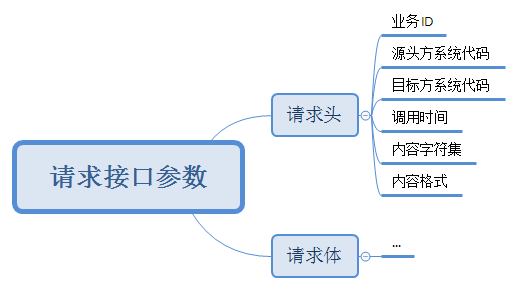 请求接口参数
请求头
业务ID
源头方系统代码
目标方系统代码
调用时间
内容字符集
内容格式
请求体
...